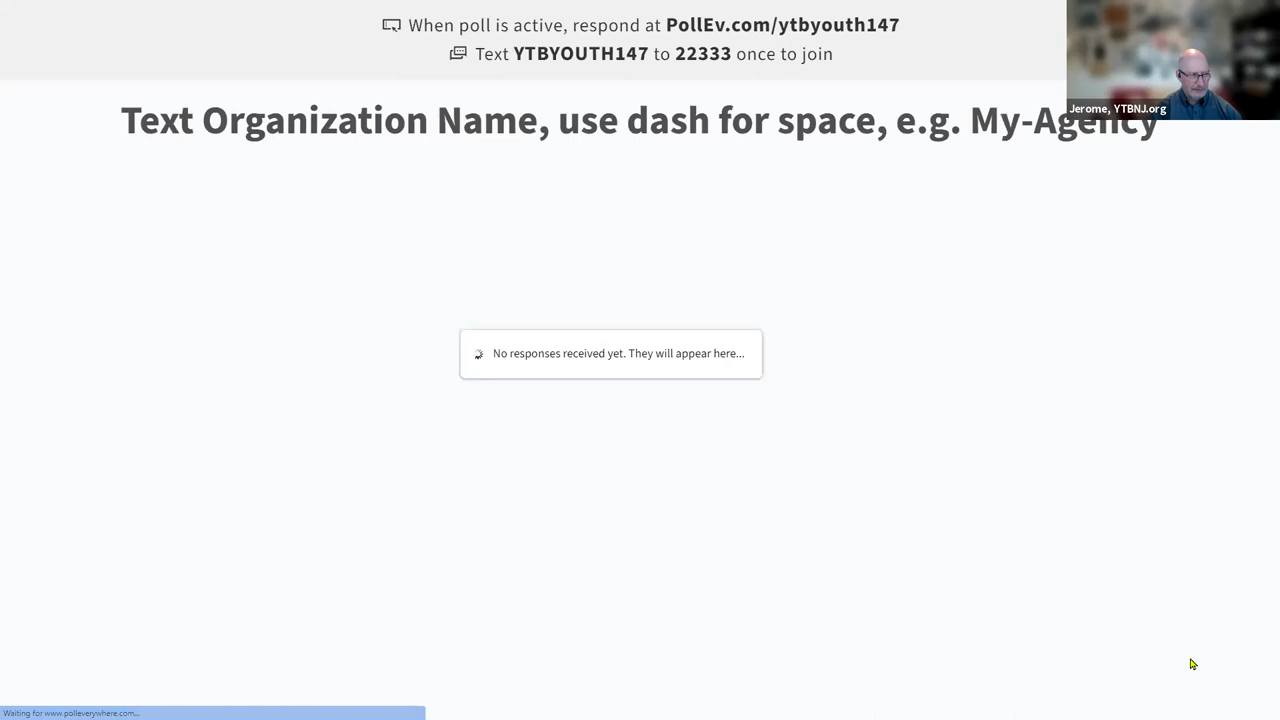 When poll is active, respond at PollEv.com/ytbyouth147
Text YTBYOUTH147 to 22333 once to join
Jerome, YTBNJ.org
Text Organization Name, use dash for space, e.g. My-Agency
No responses received yet. They will appear here...
Waiting for www.polleverywhere.com...